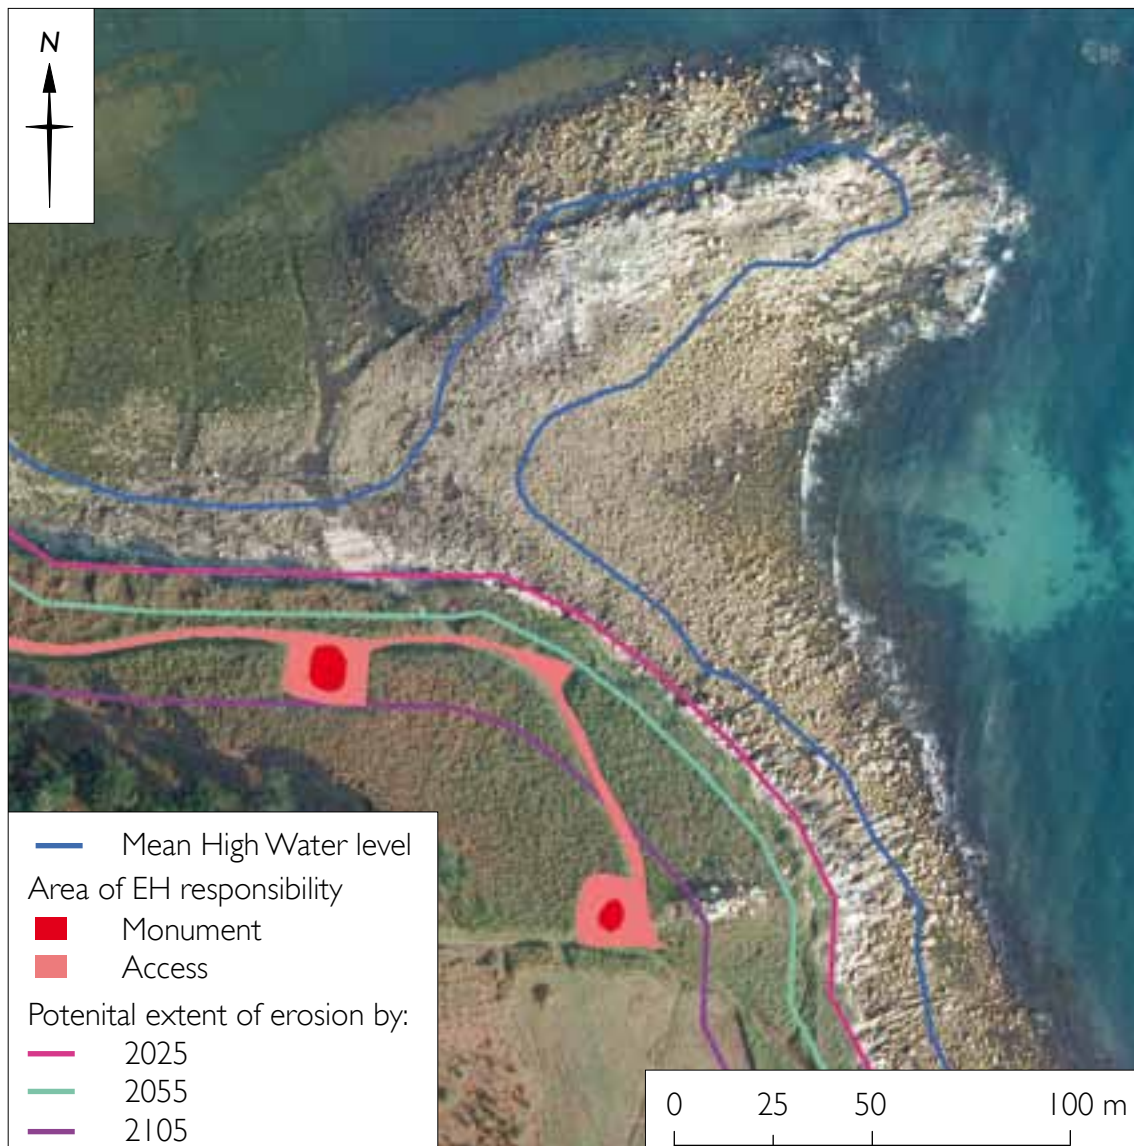 N
Mean High Water level
Area of EH responsibility
Monument
Access
Potenital extent of erosion by:
2025
2055
2105
0 25 50 100 m